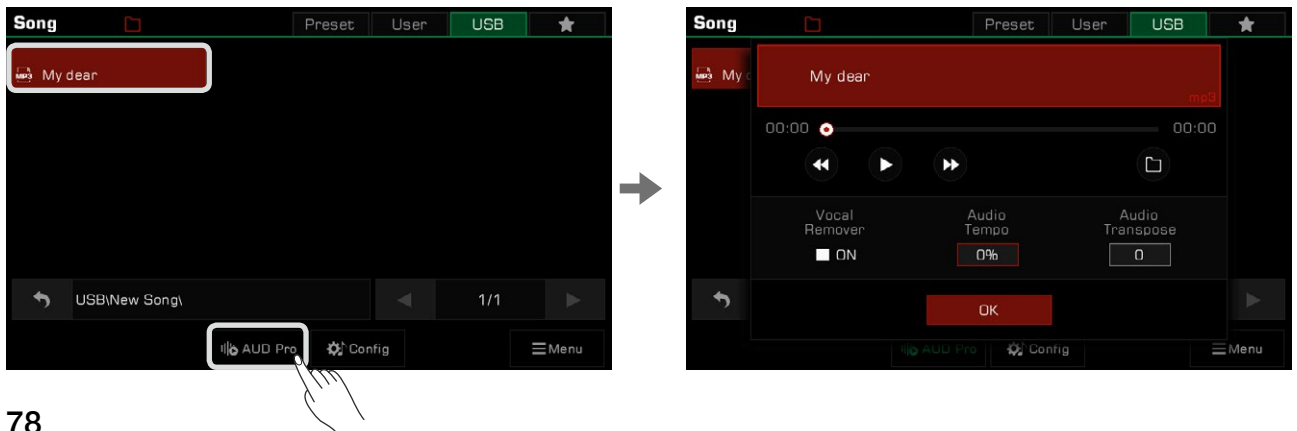 Song Preset User USB
MP3 My dear
USB\New Song\ 1/1
AUD Pro Config Menu
Song Preset User USB
MP3 My d
My dear
mp3
00:00 00:00
Vocal Remover
Audio Tempo
Audio Transpose
ON 0% 0
OK
AUD Pro Config Menu
78